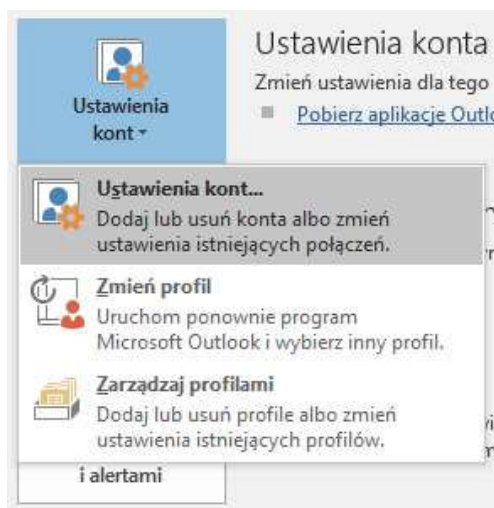 Ustawienia konta
Zmień ustawienia dla tego
Pobierz aplikacje
Ustawienia
kont
Ustawienia kont...
Dodaj lub usuń konta albo zmień
ustawienia istniejących połączeń.
Zmień profil
Uruchom ponownie program
Microsoft Outlook i wybierz inny profil.
Zarządzaj profilami
Dodaj lub usuń profile albo zmień
ustawienia istniejących profilów.
i alertami